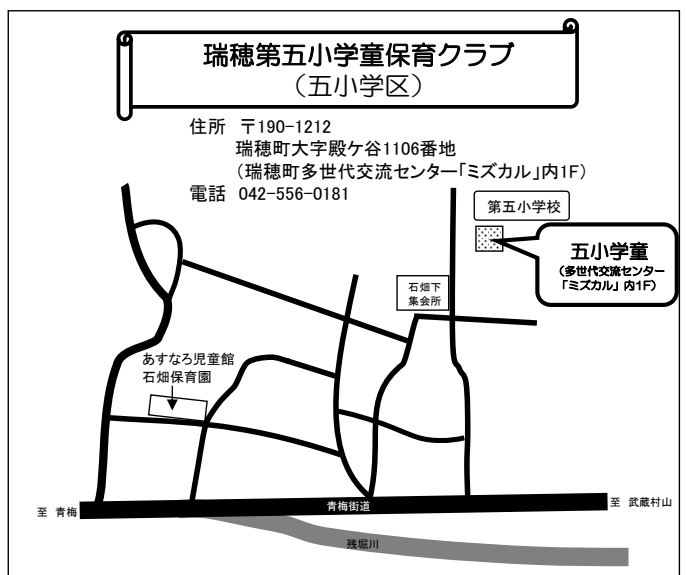 瑞穂第五小学童保育クラブ
（五小学区）
住所　〒190-1212
瑞穂町大字殿ケ谷1106番地
（瑞穂町多世代交流センター「ミズカル」内1F）
電話　042-556-0181
第五小学校
五小学童
（多世代交流センター
「ミズカル」内1F）
石畑下
集会所
あすなろ児童館
石畑保育園
至 青梅
青梅街道
至 武蔵村山
残堀川